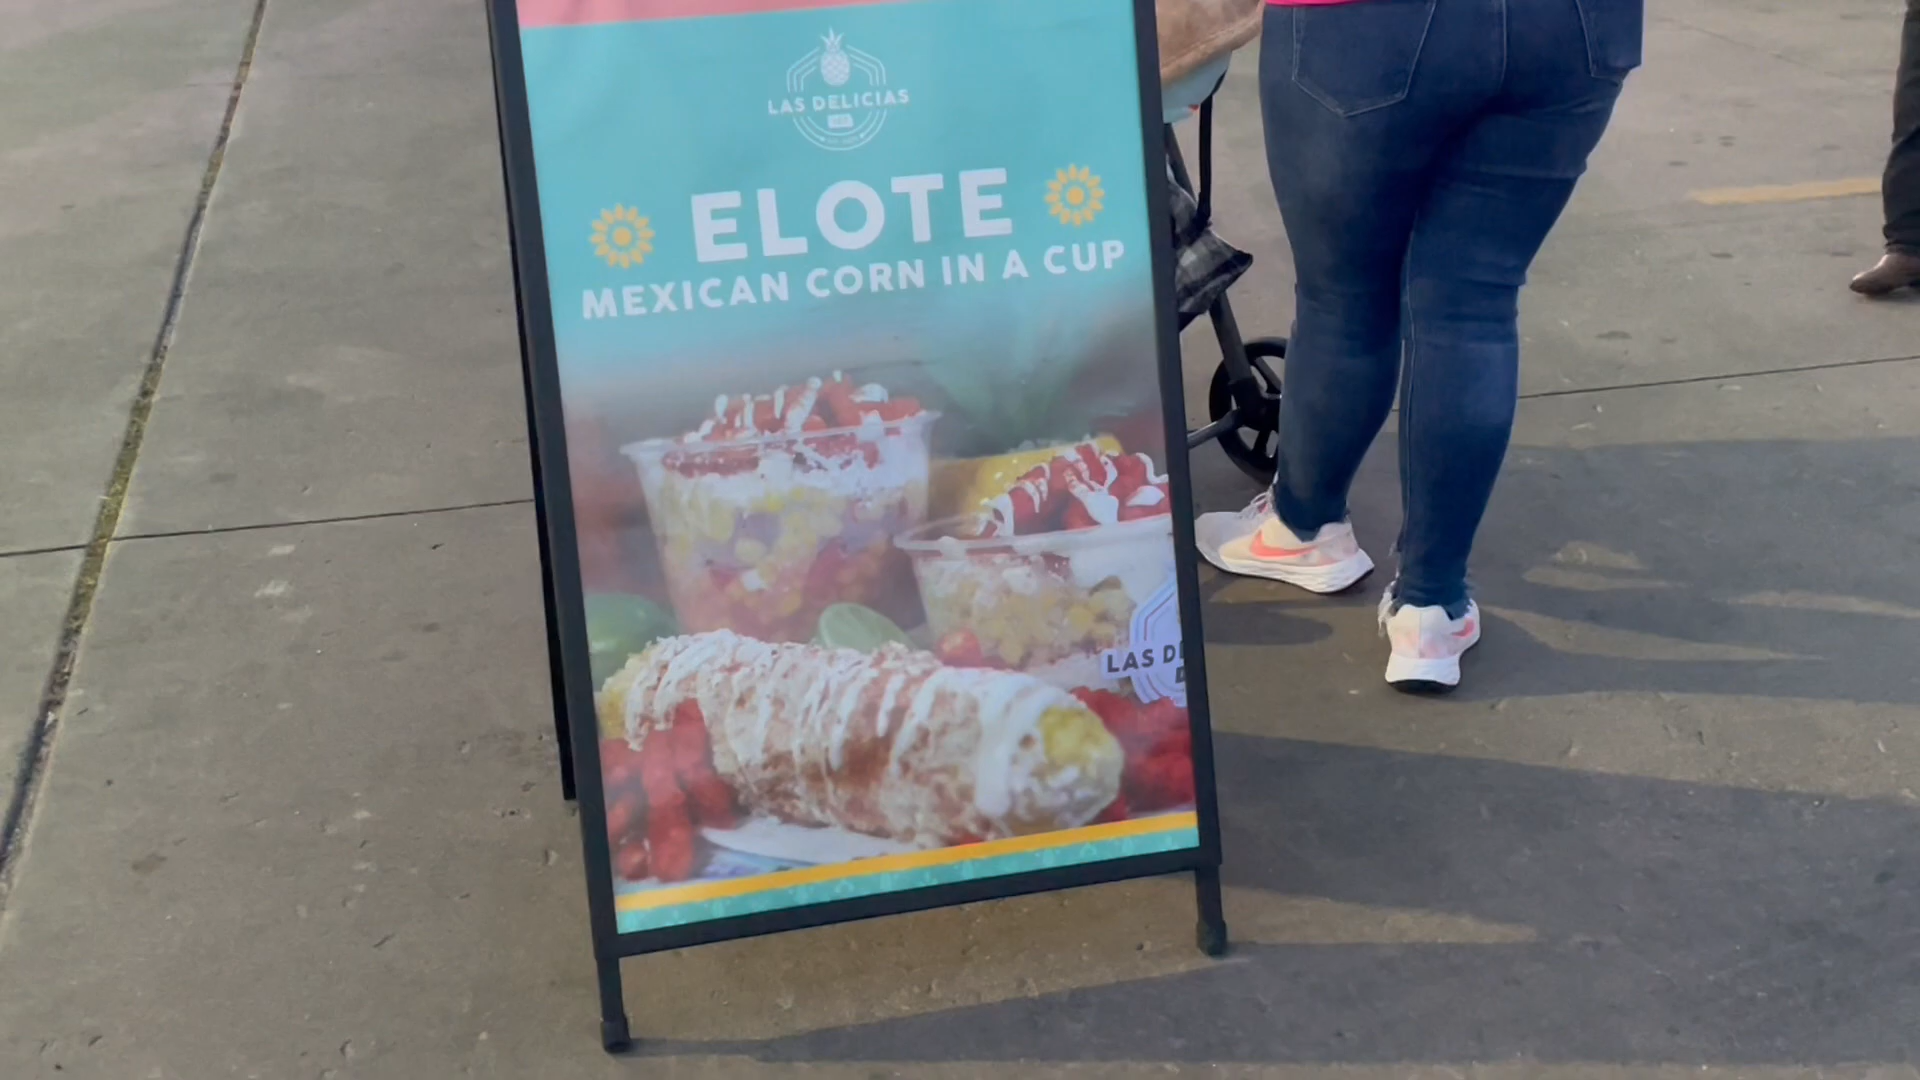 LAS DELICIAS
ELOTE
MEXICAN CORN IN A CUP
LAS DE